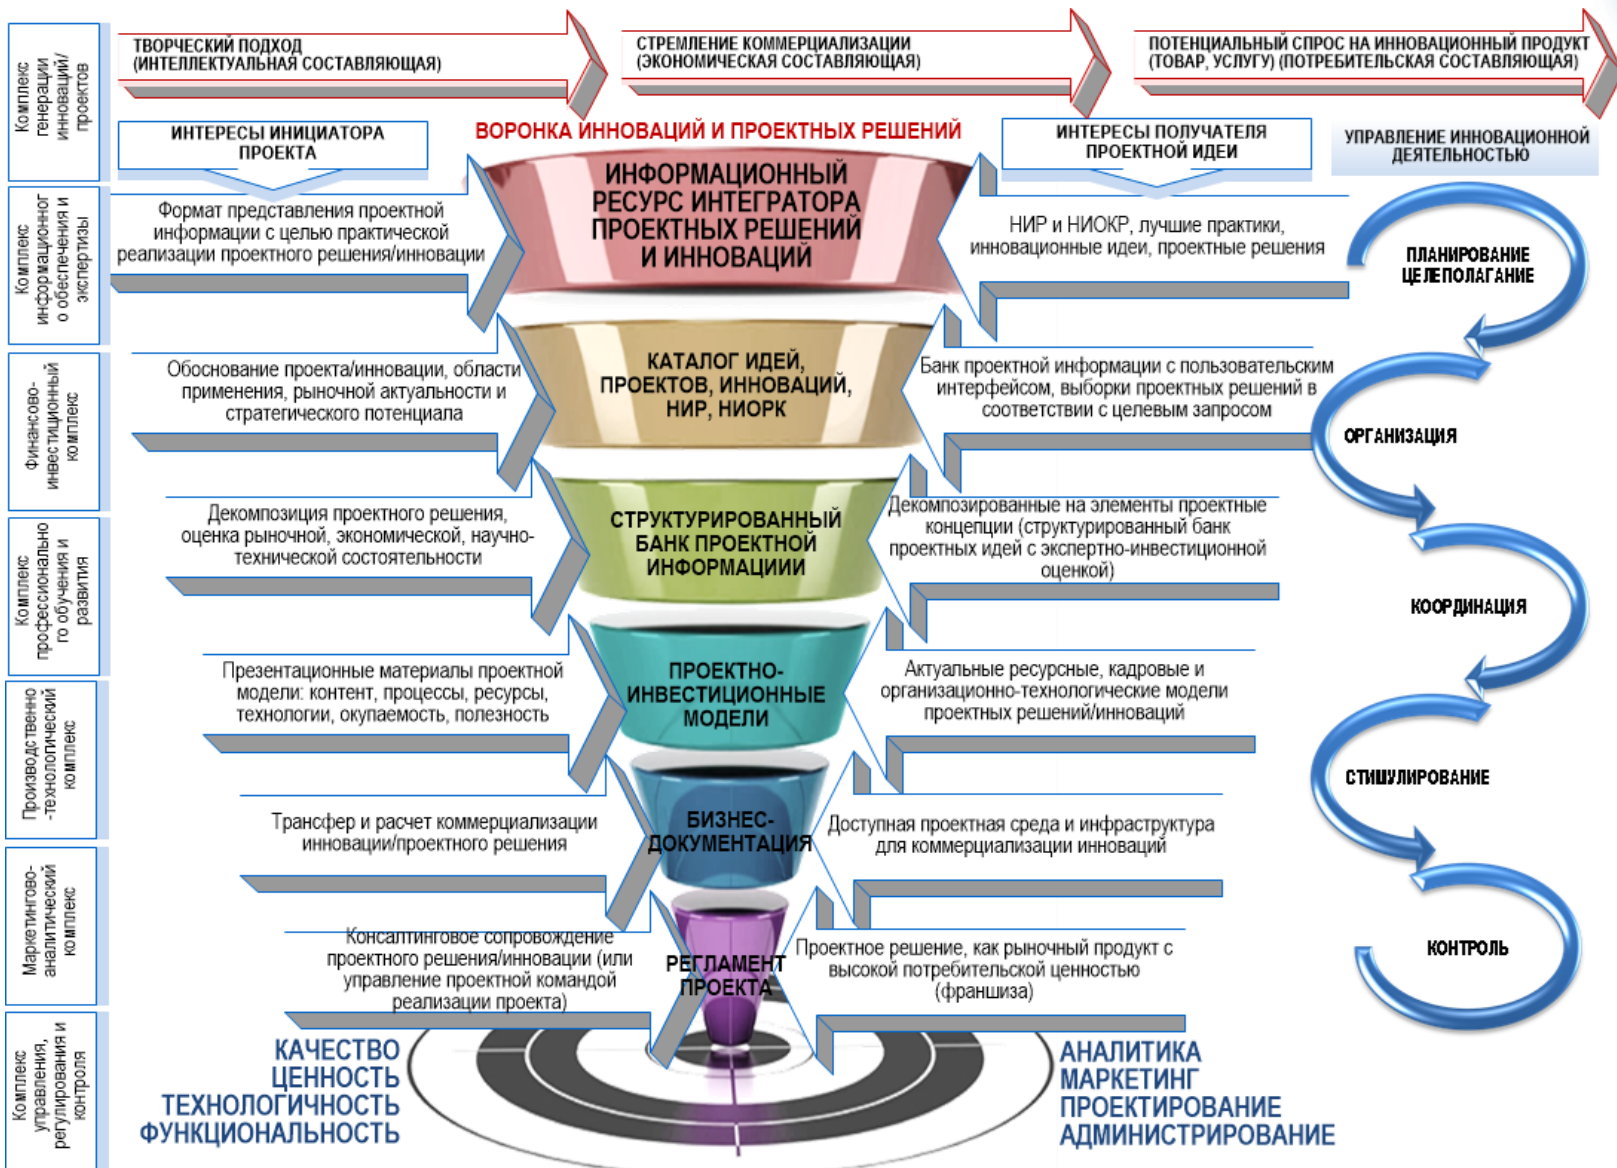 ТВОРЧЕСКИЙ ПОДХОД
(ИНТЕЛЛЕКТУАЛЬНАЯ СОСТАВЛЯЮЩАЯ)
СТРЕМЛЕНИЕ КОММЕРЦИАЛИЗАЦИИ
(ЭКОНОМИЧЕСКАЯ СОСТАВЛЯЮЩАЯ)
ПОТЕНЦИАЛЬНЫЙ СПРОС НА ИННОВАЦИОННЫЙ ПРОДУКТ
(ТОВАР, УСЛУГУ) (ПОТРЕБИТЕЛЬСКАЯ СОСТАВЛЯЮЩАЯ)
Комплекс
генерации
инноваций/
проектов
Комплекс
информационног
о обеспечения и
экспертизы
Финансово-
инвестиционный
комплекс
Комплекс
профессионально
го обучения и
развития
Производственно
-технологический
комплекс
Маркетингово-
аналитический
комплекс
Комплекс
управления,
регулирования и
контроля
ИНТЕРЕСЫ ИНИЦИАТОРА
ПРОЕКТА
ВОРОНКА ИННОВАЦИЙ И ПРОЕКТНЫХ РЕШЕНИЙ
ИНТЕРЕСЫ ПОЛУЧАТЕЛЯ
ПРОЕКТНОЙ ИДЕИ
УПРАВЛЕНИЕ ИННОВАЦИОННОЙ
ДЕЯТЕЛЬНОСТЬЮ
Формат представления проектной
информации с целью практической
реализации проектного решения/инновации
ИНФОРМАЦИОННЫЙ
РЕСУРС ИНТЕГРАТОРА
ПРОЕКТНЫХ РЕШЕНИЙ
И ИННОВАЦИЙ
НИР и НИОКР, лучшие практики,
инновационные идеи, проектные решения
ПЛАНИРОВАНИЕ
ЦЕЛЕПОЛАГАНИЕ
Обоснование проекта/инновации, области
применения, рыночной актуальности и
стратегического потенциала
КАТАЛОГ ИДЕЙ,
ПРОЕКТОВ, ИННОВАЦИЙ,
НИР, НИОРК
Банк проектной информации с пользовательским
интерфейсом, выборки проектных решений в
соответствии с целевым запросом
ОРГАНИЗАЦИЯ
Декомпозиция проектного решения,
оценка рыночной, экономической, научно-
технической состоятельности
СТРУКТУРИРОВАННЫЙ
БАНК ПРОЕКТНОЙ
ИНФОРМАЦИИИ
Декомпозированные на элементы проектные
концепции (структурированный банк
проектных идей с экспертно-инвестиционной
оценкой)
КООРДИНАЦИЯ
Презентационные материалы проектной
модели: контент, процессы, ресурсы,
технологии, окупаемость, полезность
ПРОЕКТНО-
ИНВЕСТИЦИОННЫЕ
МОДЕЛИ
Актуальные ресурсные, кадровые и
организационно-технологические модели
проектных решений/инноваций
СТИШУЛИРОВАНИЕ
Трансфер и расчет коммерциализации
инновации/проектного решения
БИЗНЕС-
ДОКУМЕНТАЦИЯ
Доступная проектная среда и инфраструктура
для коммерциализации инноваций
Консалтинговое сопровождение
проектного решения/инновации (или
управление проектной командой
реализации проекта)
РЕГЛАМЕНТ
ПРОЕКТА
Проектное решение, как рыночный продукт с
высокой потребительской ценностью
(франшиза)
КОНТРОЛЬ
КАЧЕСТВО
ЦЕННОСТЬ
ТЕХНОЛОГИЧНОСТЬ
ФУНКЦИОНАЛЬНОСТЬ
АНАЛИТИКА
МАРКЕТИНГ
ПРОЕКТИРОВАНИЕ
АДМИНИСТРИРОВАНИЕ